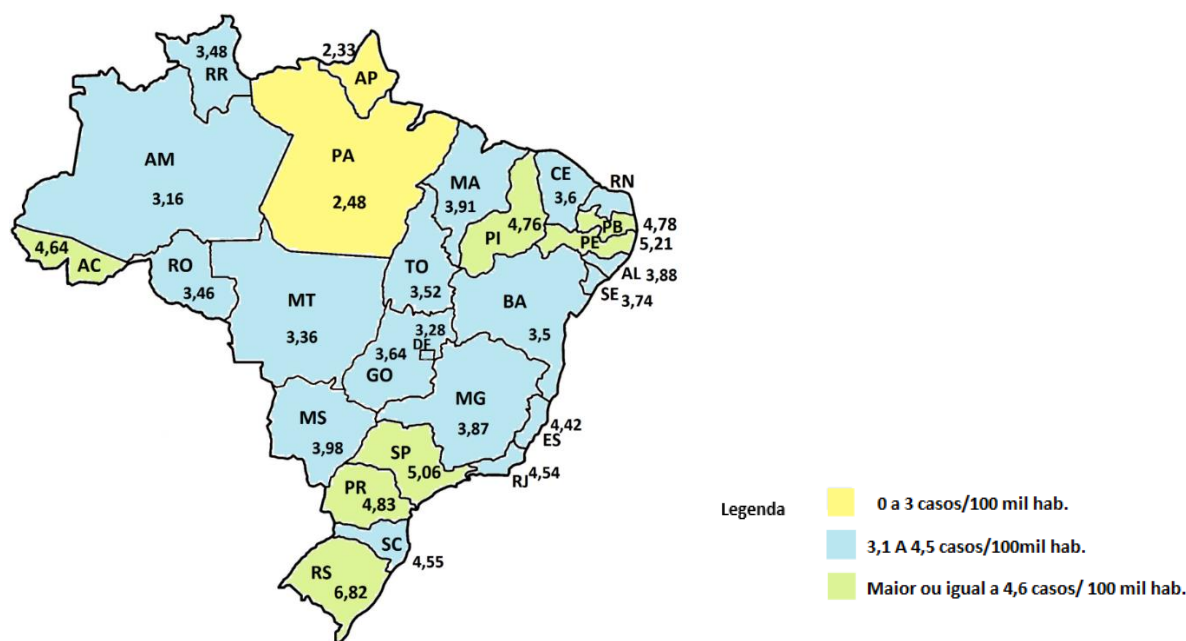 3,48
RR
2,33
AP
AM
3,16
PA
2,48
MA
3,91
CE
3,6
RN
4,76
PI
PB
4,78
PE
5,21
4,64
AC
RO
3,46
TO
3,52
AL 3,88
SE
3,74
MT
3,36
BA
3,5
3,28
DF
3,64
GO
MG
3,87
4,42
ES
MS
3,98
SP
5,06
RJ
4,54
PR
4,83
SC
4,55
RS
6,82
Legenda
0 a 3 casos/100 mil hab.
3,1 A 4,5 casos/100mil hab.
Maior ou igual a 4,6 casos/ 100 mil hab.